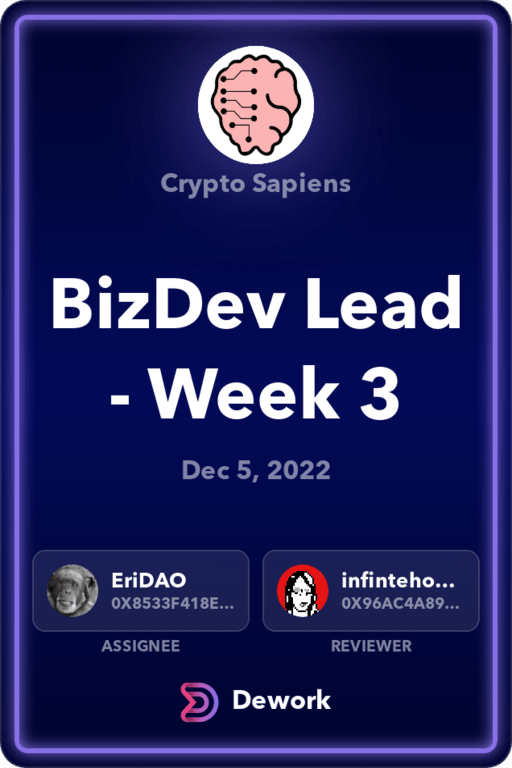 Crypto Sapiens
BizDev Lead
- Week 3
Dec 5, 2022
EriDAO
0X8533F418E...
ASSIGNEE
infinteho...
0X96AC4A89...
REVIEWER
Dework